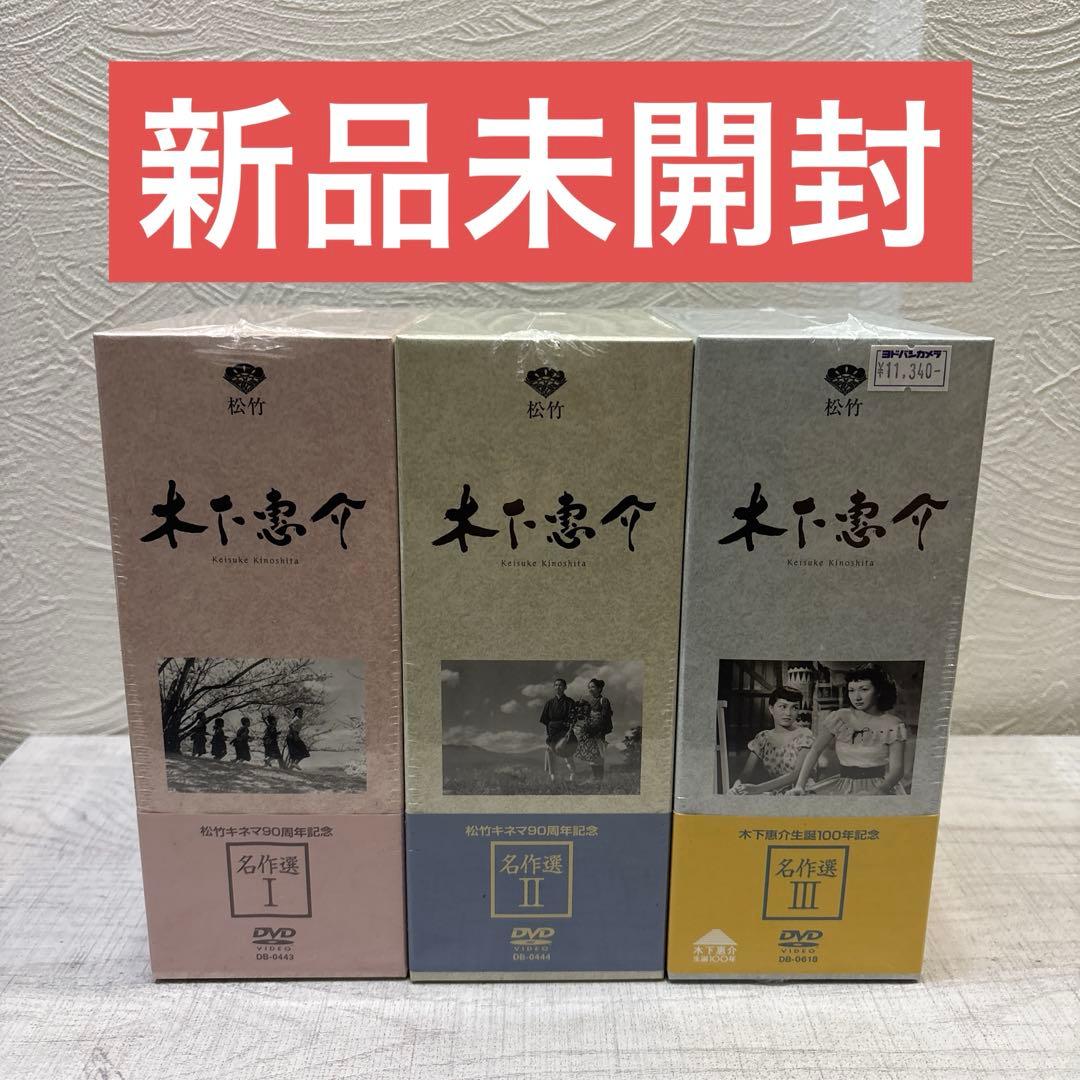 新品未開封
松竹
木下惠介
Keisuke Kinoshita
松竹キネマ90周年記念
名作選
I
DVD
VIDEO
DB-0443
松竹
木下惠介
Keisuke Kinoshita
松竹キネマ90周年記念
名作選
II
DVD
VIDEO
DB-0444
ヨドバシカメラ
¥11,340-
松竹
木下惠介
Keisuke Kinoshita
木下惠介生誕100年記念
名作選
III
木下惠介
生誕100年
DVD
VIDEO
DB-0618